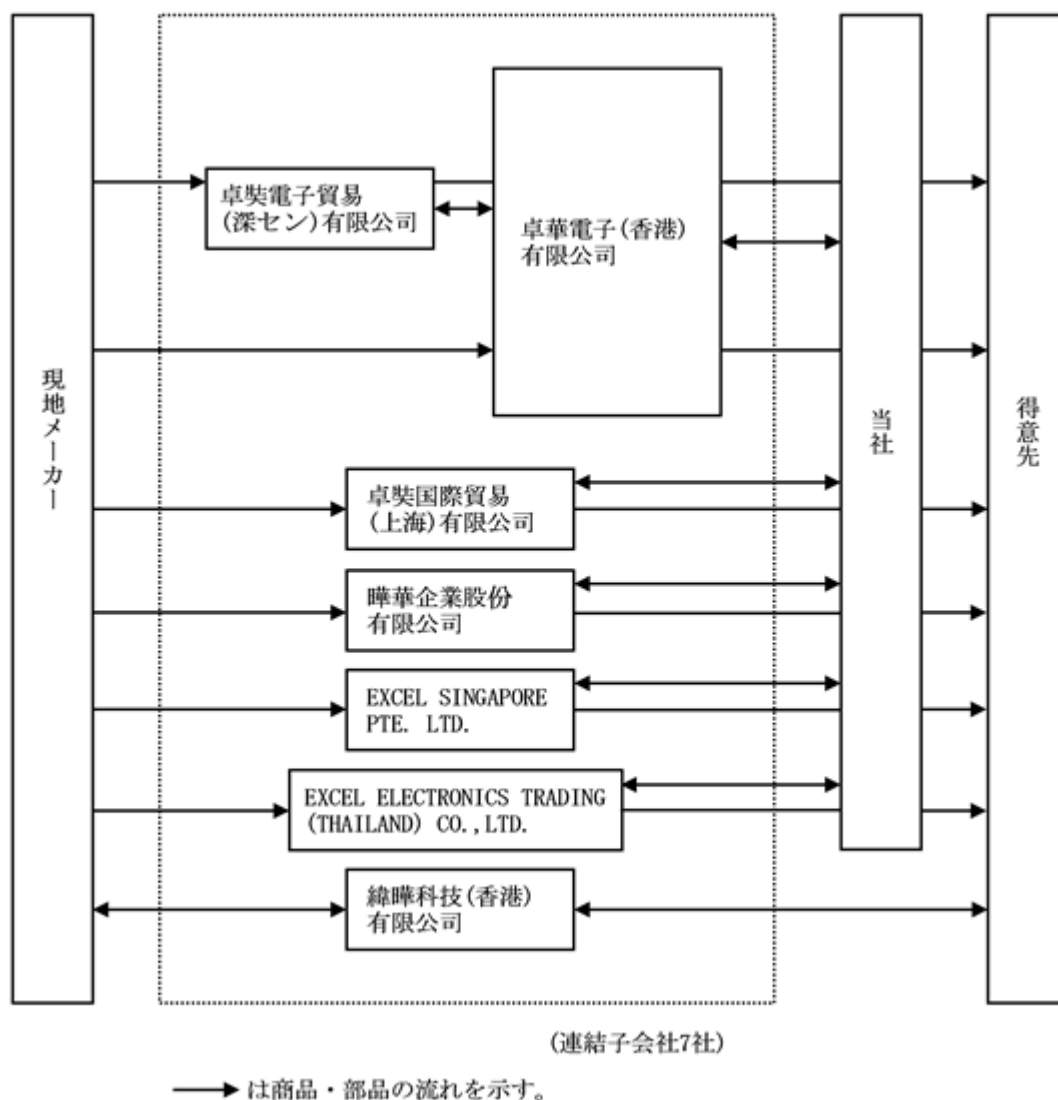 現地メーカー
卓奘電子貿易
(深セン)有限公司
卓華電子(香港)
有限公司
卓奘国際貿易
(上海)有限公司
曄華企業股份
有限公司
EXCEL SINGAPORE
PTE. LTD.
EXCEL ELECTRONICS TRADING
(THAILAND) CO.,LTD.
緯曄科技(香港)
有限公司
当社
得意先
(連結子会社7社)
は商品・部品の流れを示す。